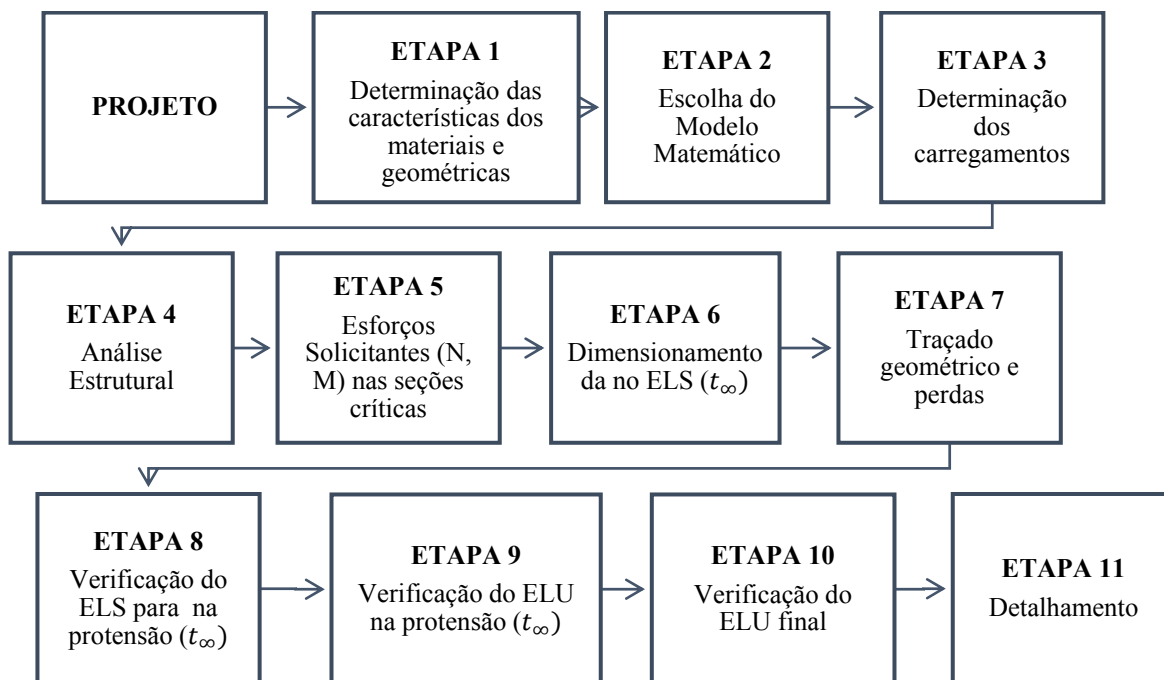 PROJETO
ETAPA 1
Determinação das
características dos
materiais e
geométricas
ETAPA 2
Escolha do
Modelo
Matemático
ETAPA 3
Determinação
dos
carregamentos
ETAPA 4
Análise
Estrutural
ETAPA 5
Esforços
Solicitantes (N,
M) nas seções
críticas
ETAPA 6
Dimensionamento
da no ELS (t∞)
ETAPA 7
Traçado
geométrico e
perdas
ETAPA 8
Verificação do
ELS para na
protensão (t∞)
ETAPA 9
Verificação do ELU
na protensão (t∞)
ETAPA 10
Verificação do
ELU final
ETAPA 11
Detalhamento